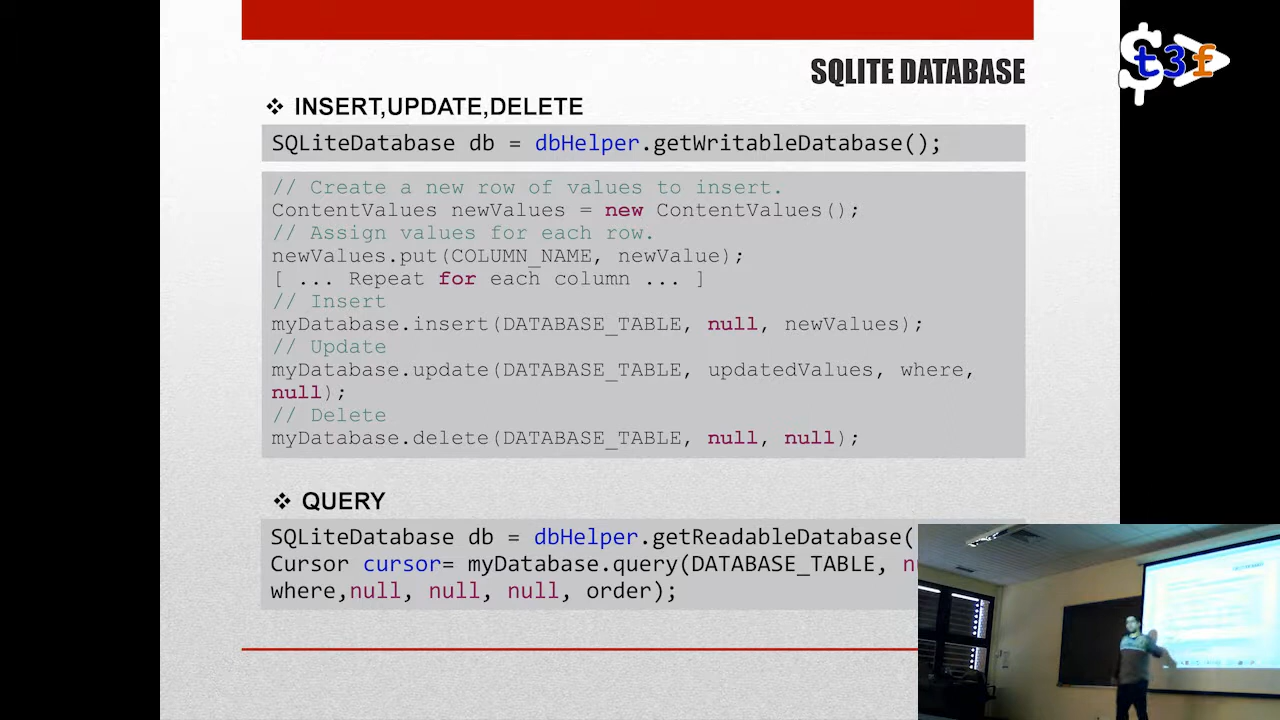 $t3f
SQLITE DATABASE
❖ INSERT,UPDATE,DELETE
SQLiteDatabase db = dbHelper.getWritableDatabase();
// Create a new row of values to insert.
ContentValues newValues = new ContentValues();
// Assign values for each row.
newValues.put(COLUMN_NAME, newValue);
[ ... Repeat for each column ... ]
// Insert
myDatabase.insert(DATABASE_TABLE, null, newValues);
// Update
myDatabase.update(DATABASE_TABLE, updatedValues, where,
null);
// Delete
myDatabase.delete(DATABASE_TABLE, null, null);
❖ QUERY
SQLiteDatabase db = dbHelper.getReadableDatabase(
Cursor cursor= myDatabase.query(DATABASE_TABLE,
where,null, null, null, order);